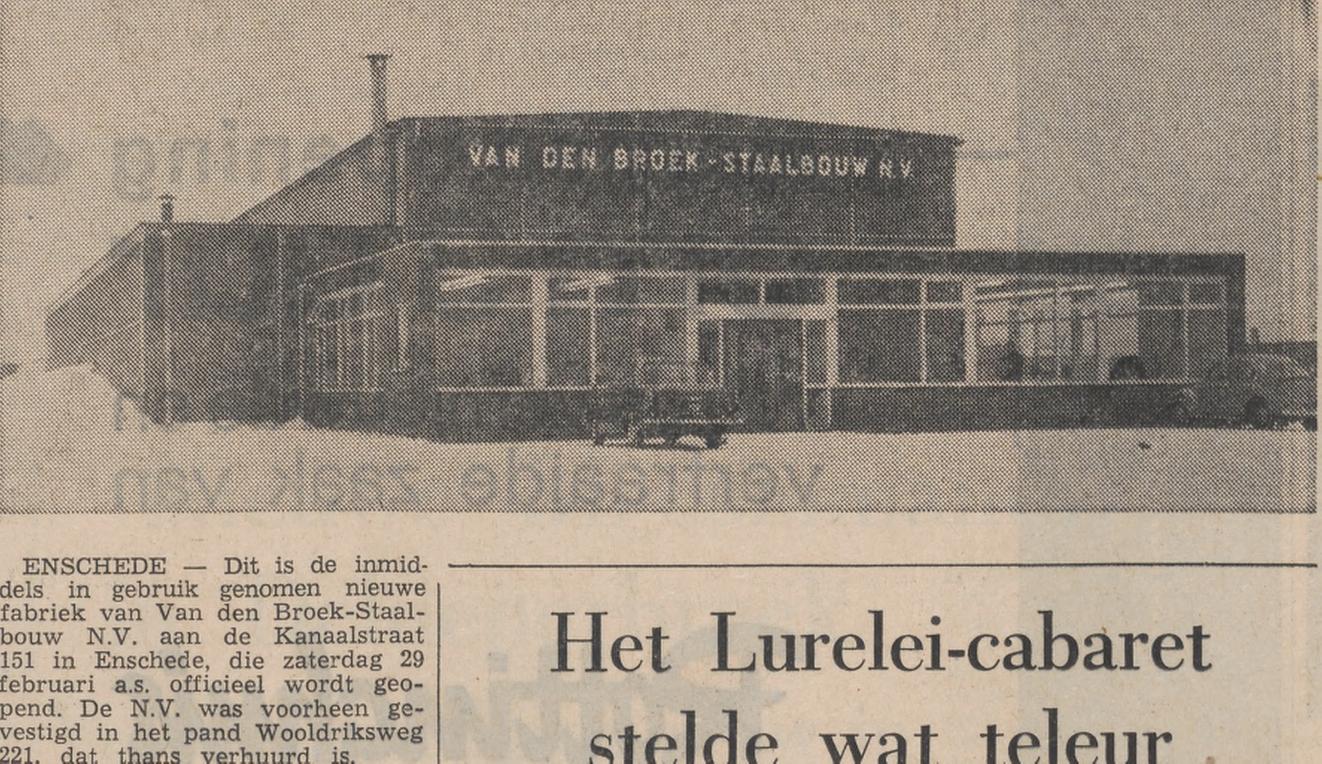 VAN DEN BROEK-STAALBOUW N.V.
ENSCHEDE — Dit is de inmid-
dels in gebruik genomen nieuwe
fabriek van Van den Broek-Staal-
bouw N.V. aan de Kanaalstraat
151 in Enschede, die zaterdag 29
februari a.s. officieel wordt geo-
pend. De N.V. was voorheen ge-
vestigd in het pand Wooldriksweg
221, dat thans verhuurd is.
Het Lurelei-cabaret
stelde wat teleur